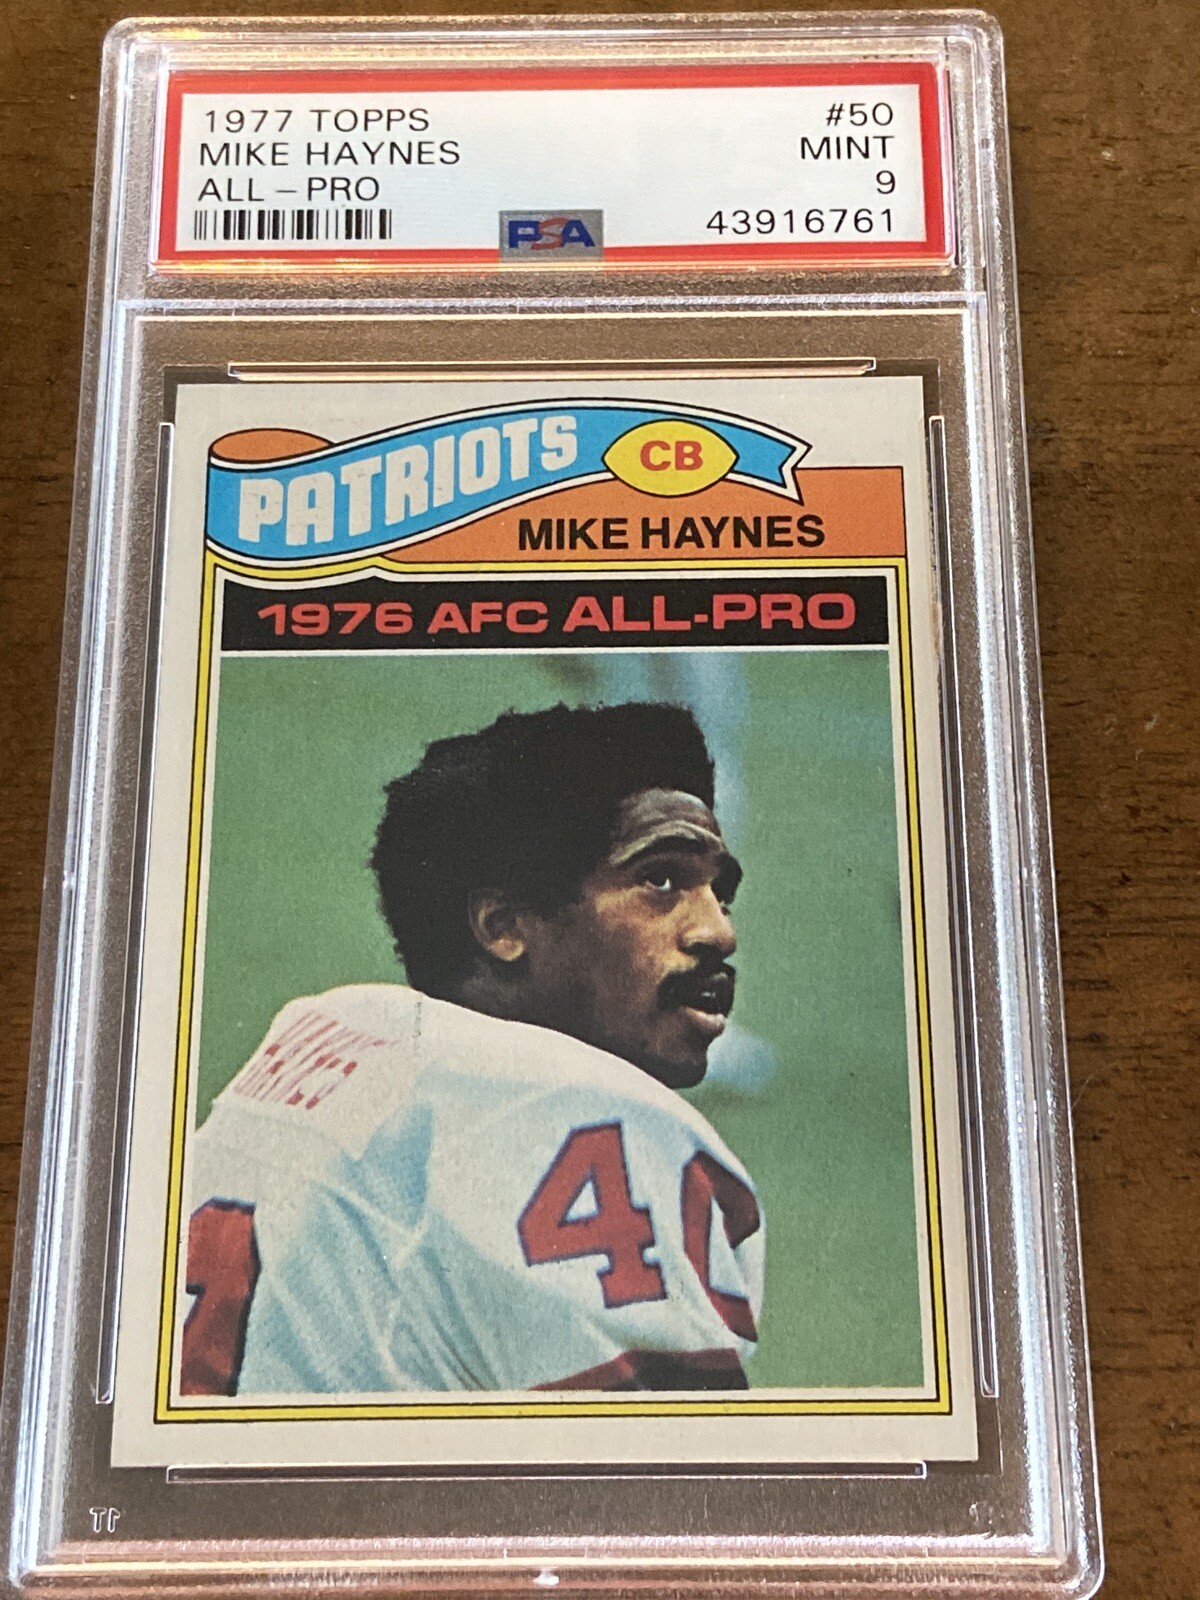 1977 TOPPS #50
MIKE HAYNES MINT
ALL - PRO 9
PSA 43916761
PATRIOTS CB
MIKE HAYNES
1976 AFC ALL-PRO
40